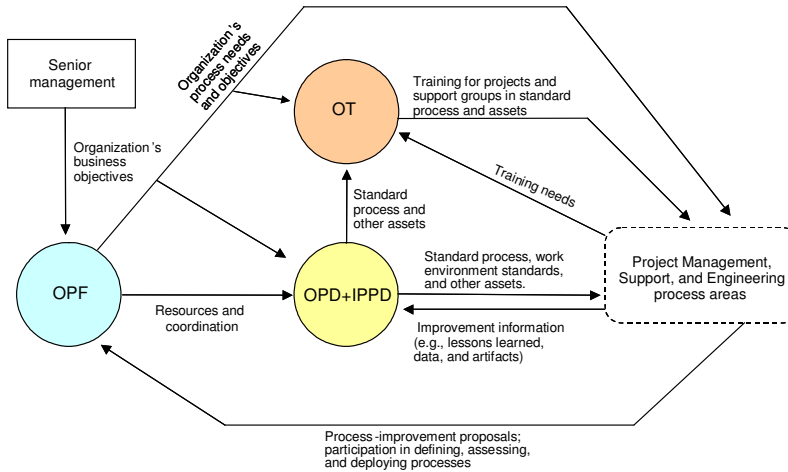 Senior
management
Organization's
process needs
and objectives
OT
Training for projects and
support groups in standard
process and assets
Organization's
business
objectives
Training needs
Standard
process and
other assets
OPF
Resources and
coordination
OPD+IPPD
Standard process, work
environment standards,
and other assets.
Improvement information
(e.g., lessons learned,
data, and artifacts)
Project Management,
Support, and Engineering
process areas
Process-improvement proposals;
participation in defining, assessing,
and deploying processes